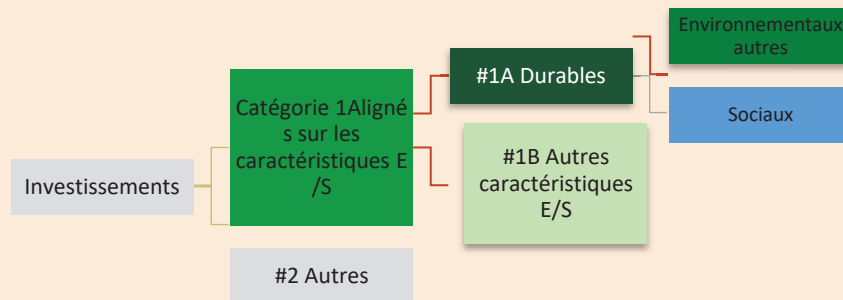 Investissements
Catégorie 1Aligné
s sur les
caractéristiques E
/S
#2 Autres
#1A Durables
#1B Autres
caractéristiques
E/S
Environnementaux
autres
Sociaux